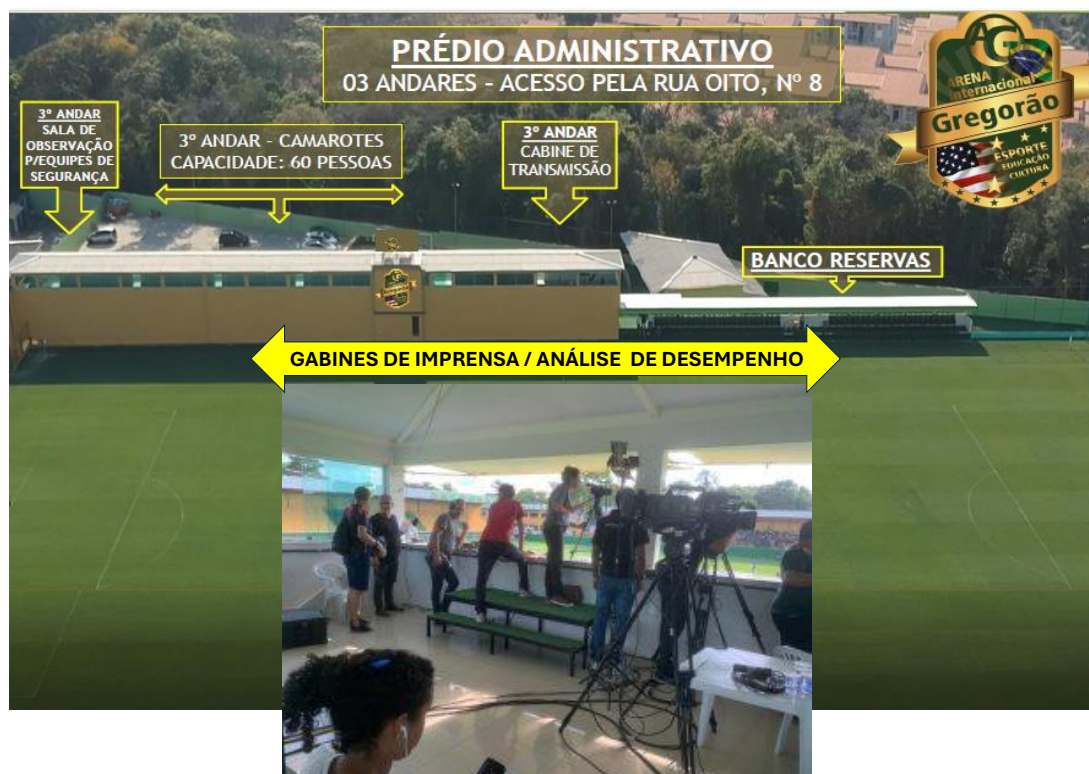 PRÉDIO ADMINISTRATIVO
03 ANDARES - ACESSO PELA RUA OITO, Nº 8
AG
ARENA
Internacional
Gregorão
ESPORTE
EDUCAÇÃO
CULTURA
3º ANDAR
SALA DE
OBSERVAÇÃO
P/EQUIPES DE
SEGURANÇA
3º ANDAR - CAMAROTES
CAPACIDADE: 60 PESSOAS
3º ANDAR
CABINE DE
TRANSMISSÃO
BANCO RESERVAS
Gregorão
GABINES DE IMPRENSA / ANÁLISE DE DESEMPENHO